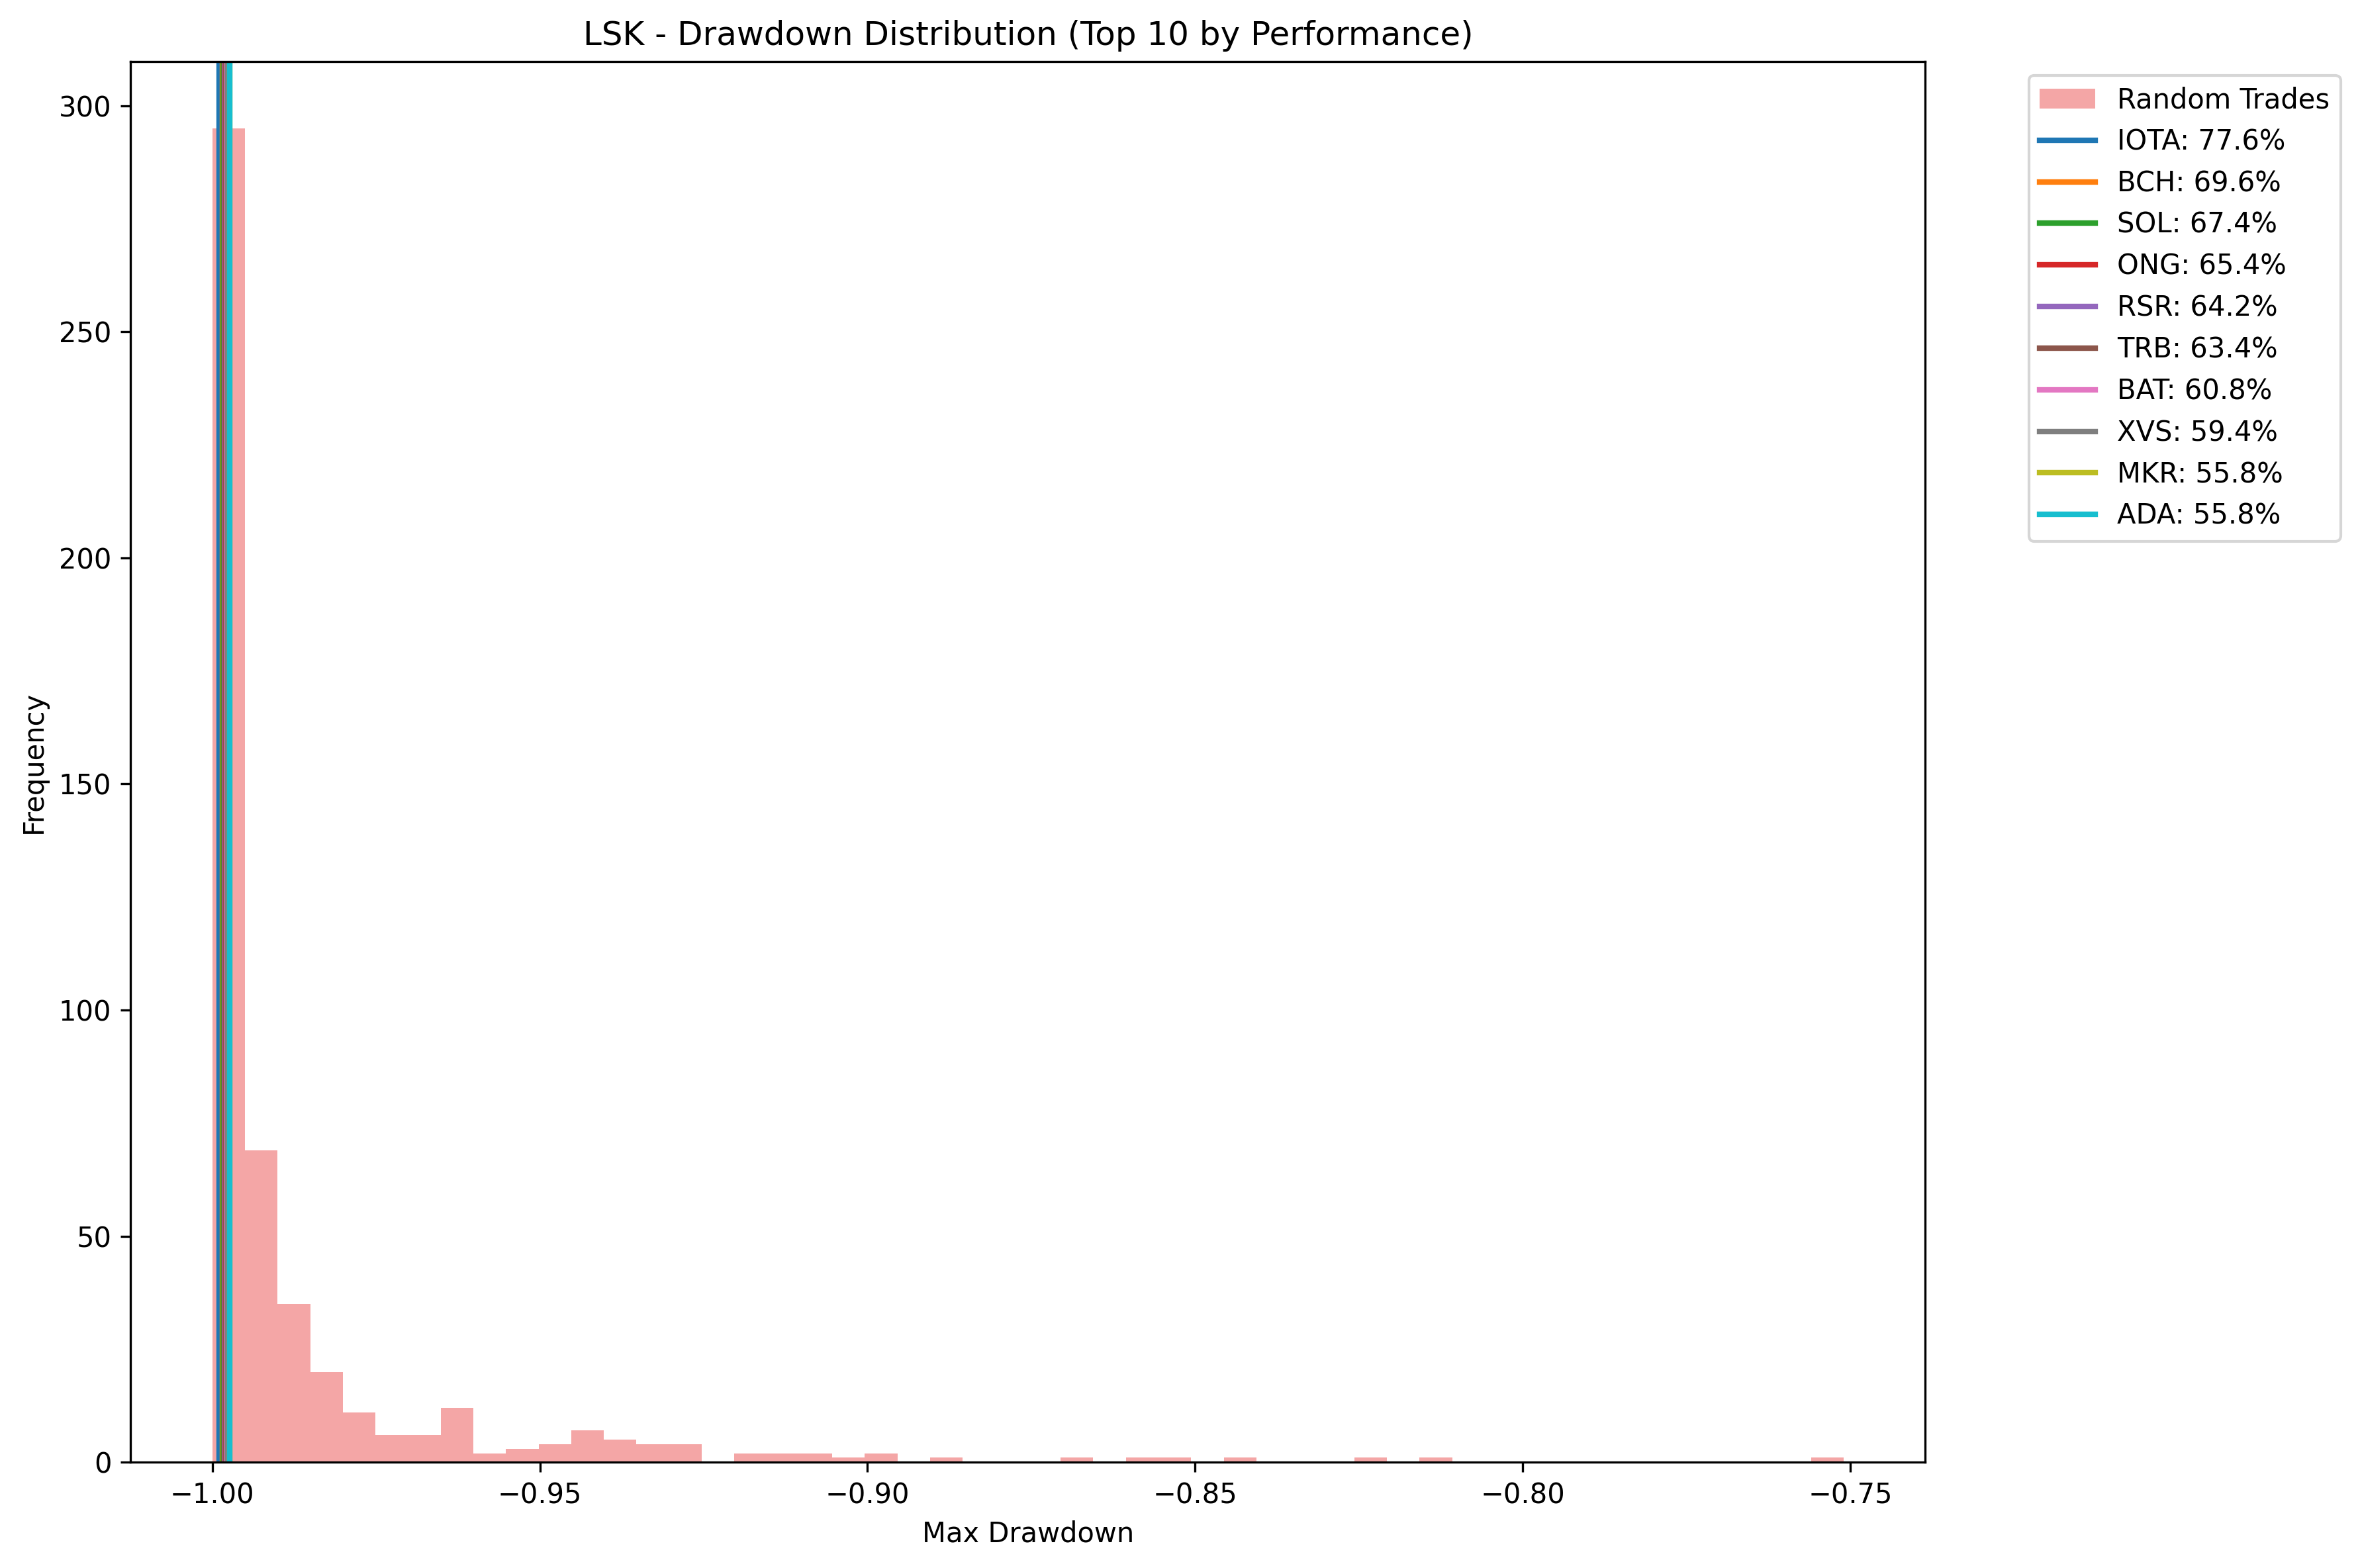 LSK - Drawdown Distribution (Top 10 by Performance)
300
250
200
150
100
50
0
Frequency
−1.00
−0.95
−0.90
−0.85
−0.80
−0.75
Max Drawdown
Random Trades
IOTA: 77.6%
BCH: 69.6%
SOL: 67.4%
ONG: 65.4%
RSR: 64.2%
TRB: 63.4%
BAT: 60.8%
XVS: 59.4%
MKR: 55.8%
ADA: 55.8%